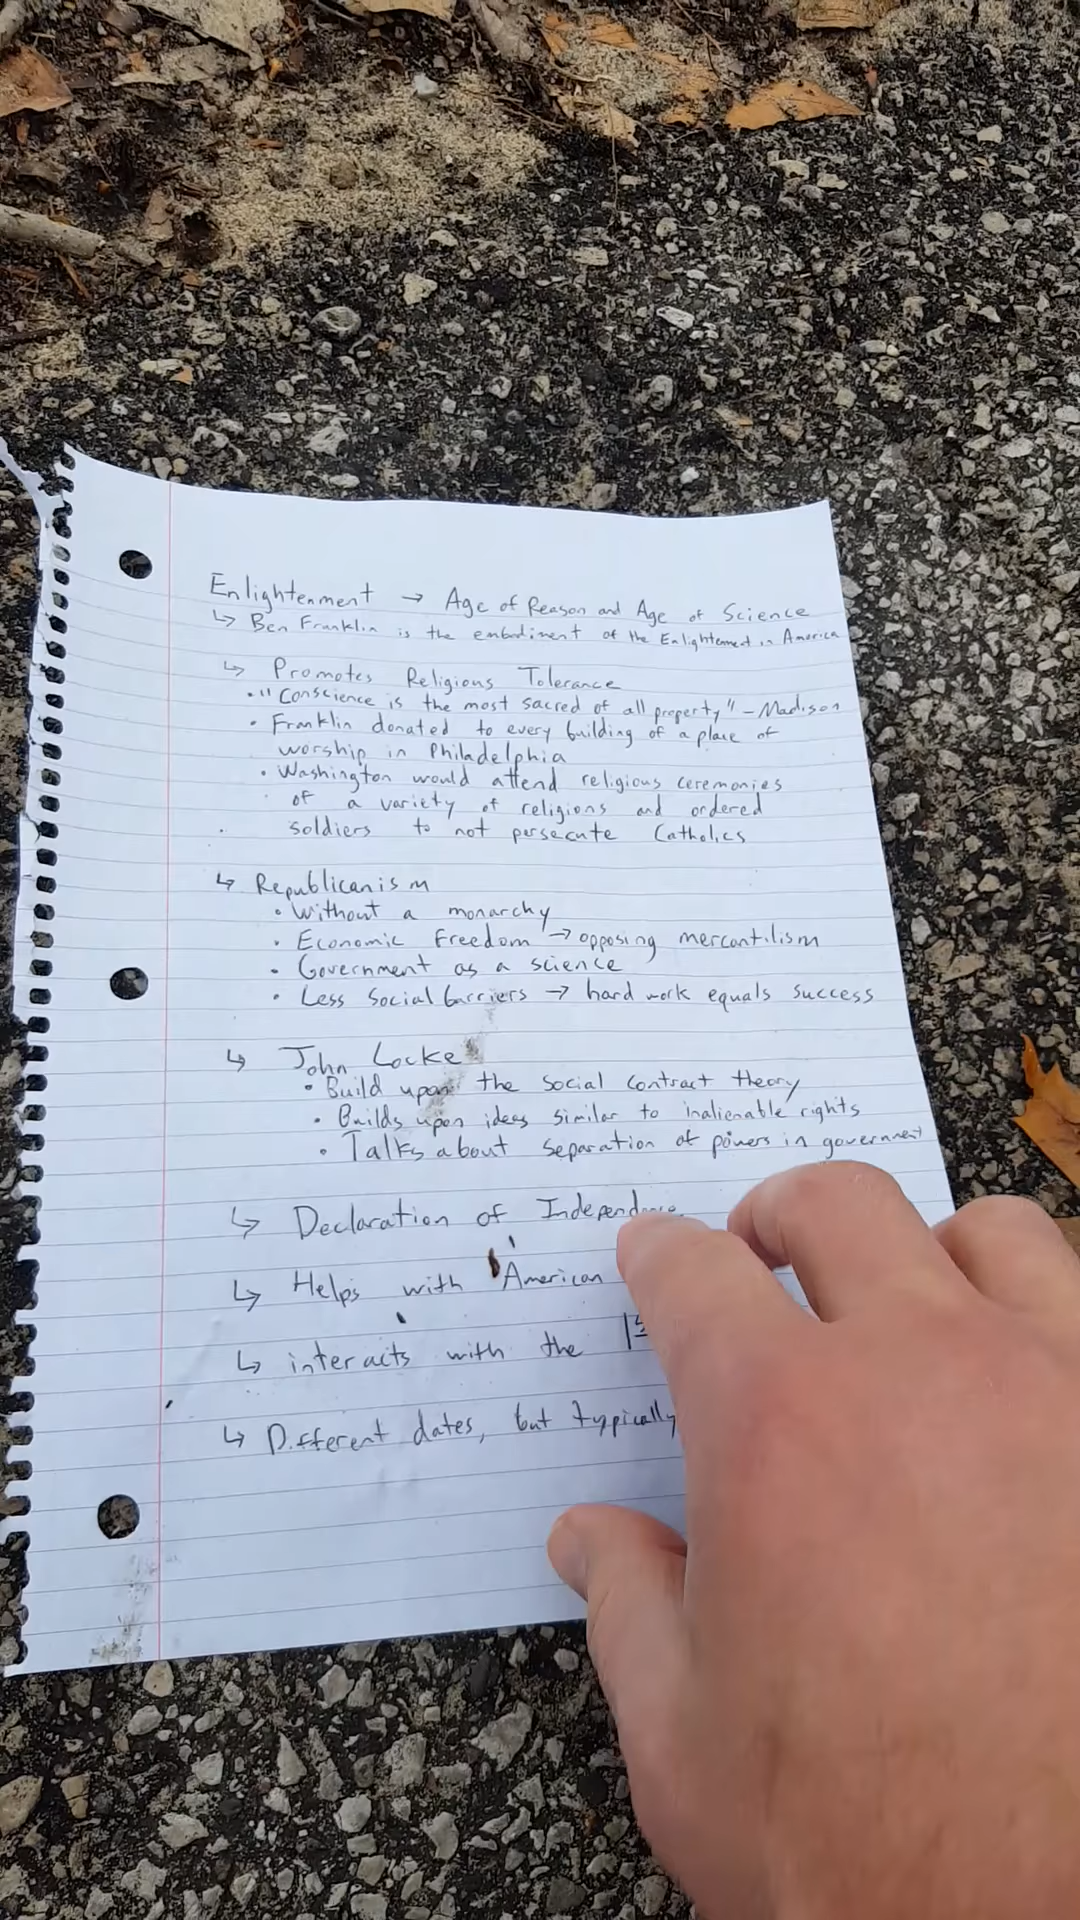 Enlightenment → Age of Reason and Age of Science
↳ Ben Franklin is the embodiment of the Enlightenment in America
↳ Promotes Religious Tolerance
• "Conscience is the most sacred of all property" - Madison
• Franklin donated to every building of a place of
worship in Philadelphia
• Washington would attend religious ceremonies
of a variety of religions and ordered
soldiers to not persecute Catholics
↳ Republicanism
• Without a monarchy
• Economic Freedom → opposing mercantilism
• Government as a science
• Less Social barriers → hard work equals success
↳ John Locke
• Build upon the social contract theory
• Builds upon ideas similar to inalienable rights
• Talks about separation of powers in government
↳ Declaration of Independence
↳ Helps with American
↳ interacts with the 1st
↳ Different dates, but typically